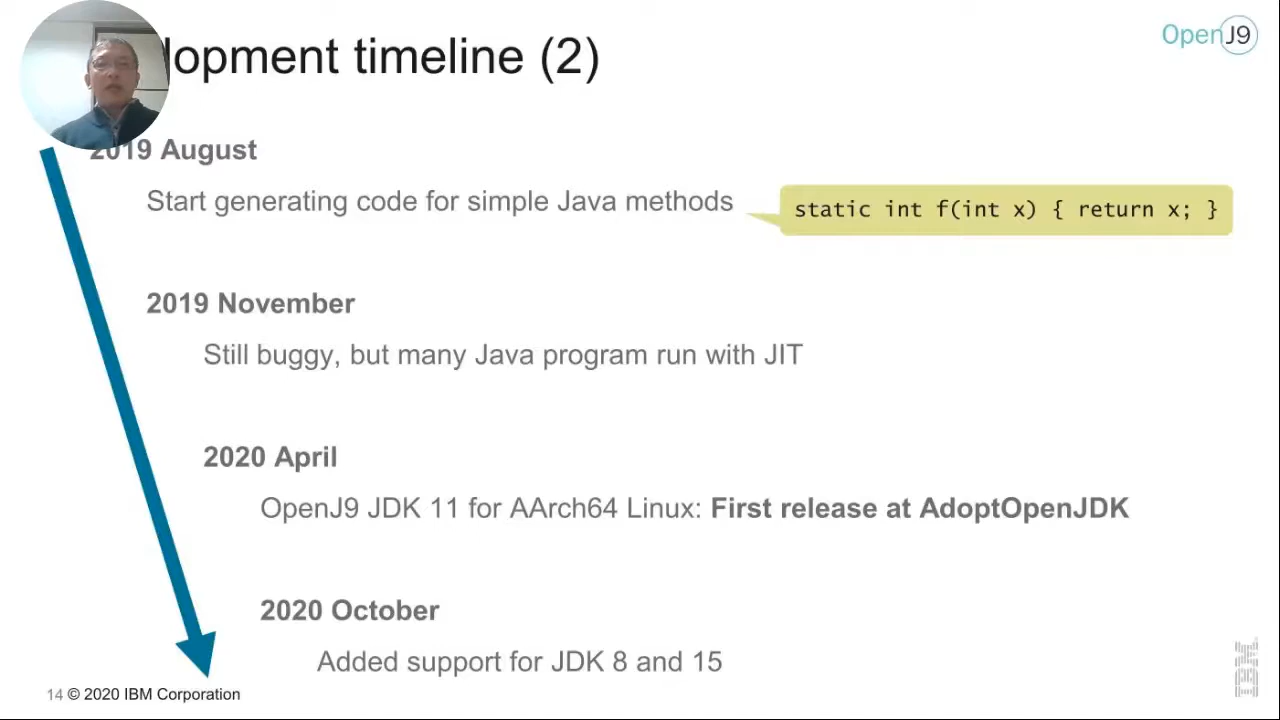 lopment timeline (2)
OpenJ9
2019 August
Start generating code for simple Java methods
static int f(int x) { return x; }
2019 November
Still buggy, but many Java program run with JIT
2020 April
OpenJ9 JDK 11 for AArch64 Linux: First release at AdoptOpenJDK
2020 October
Added support for JDK 8 and 15
14 © 2020 IBM Corporation
IBM